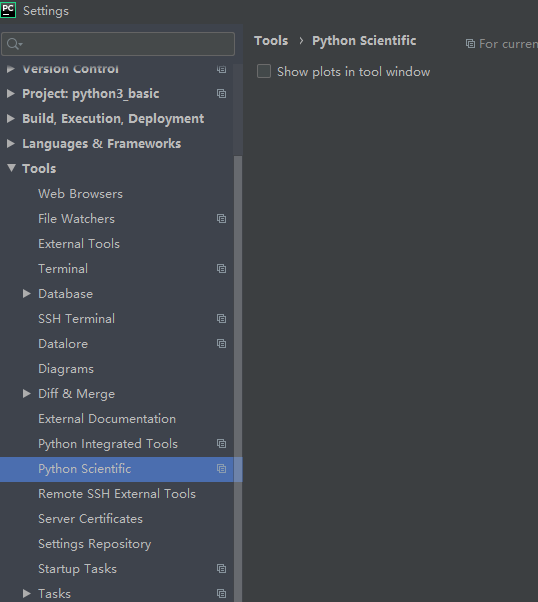 PC
Settings
Tools › Python Scientific
For curren
Show plots in tool window
Version Control
Project: python3_basic
Build, Execution, Deployment
Languages & Frameworks
Tools
Web Browsers
File Watchers
External Tools
Terminal
Database
SSH Terminal
Datalore
Diagrams
Diff & Merge
External Documentation
Python Integrated Tools
Python Scientific
Remote SSH External Tools
Server Certificates
Settings Repository
Startup Tasks
Tasks